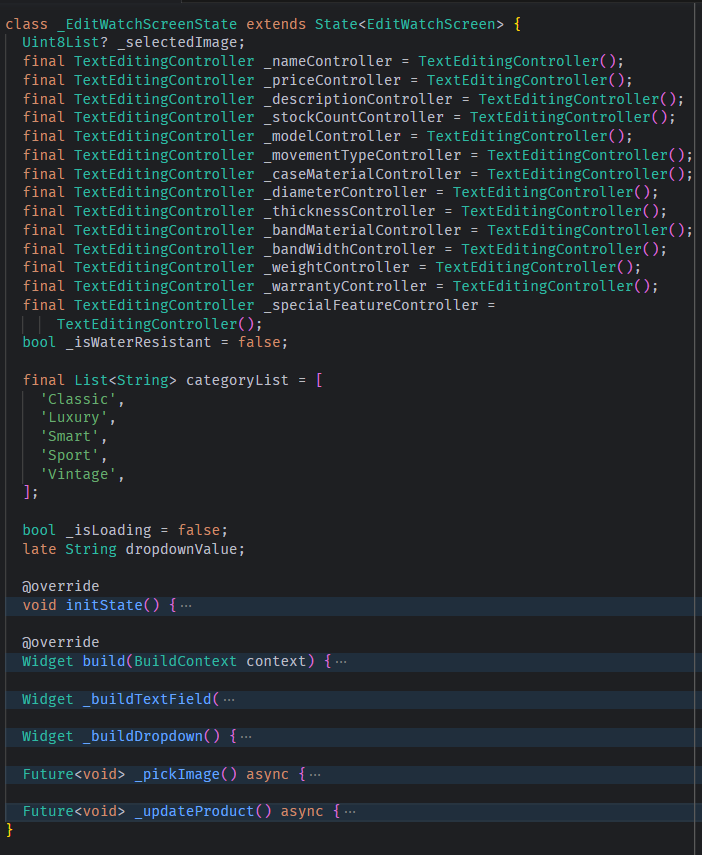 class _EditWatchScreenState extends State<EditWatchScreen> {
  Uint8List? _selectedImage;
  final TextEditingController _nameController = TextEditingController();
  final TextEditingController _priceController = TextEditingController();
  final TextEditingController _descriptionController = TextEditingController();
  final TextEditingController _stockCountController = TextEditingController();
  final TextEditingController _modelController = TextEditingController();
  final TextEditingController _movementTypeController = TextEditingController();
  final TextEditingController _caseMaterialController = TextEditingController();
  final TextEditingController _diameterController = TextEditingController();
  final TextEditingController _thicknessController = TextEditingController();
  final TextEditingController _bandMaterialController = TextEditingController();
  final TextEditingController _bandWidthController = TextEditingController();
  final TextEditingController _weightController = TextEditingController();
  final TextEditingController _warrantyController = TextEditingController();
  final TextEditingController _specialFeatureController =
      TextEditingController();
  bool _isWaterResistant = false;

  final List<String> categoryList = [
    'Classic',
    'Luxury',
    'Smart',
    'Sport',
    'Vintage',
  ];

  bool _isLoading = false;
  late String dropdownValue;

  @override
  void initState() {···

  @override
  Widget build(BuildContext context) {···

  Widget _buildTextField(···

  Widget _buildDropdown() {···

  Future<void> _pickImage() async {···

  Future<void> _updateProduct() async {···
}